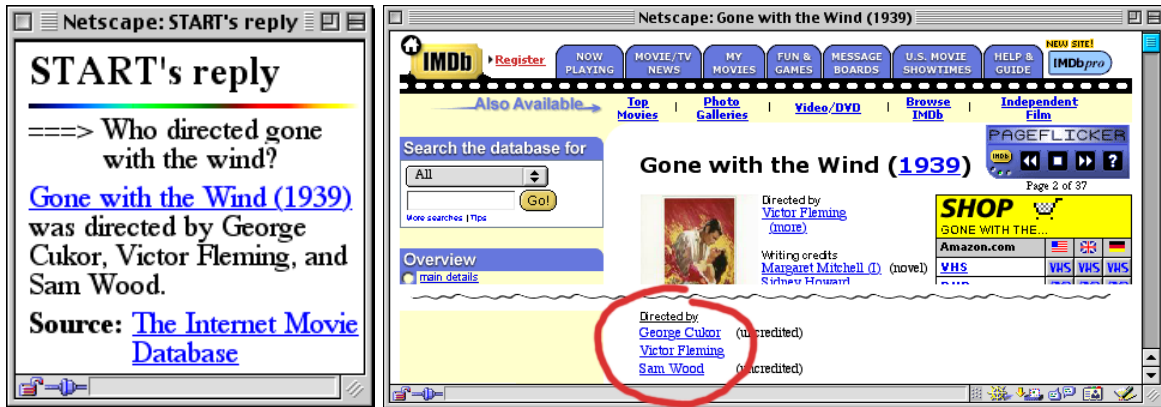 Netscape: START's reply
START's reply
===> Who directed gone
with the wind?
Gone with the Wind (1939)
was directed by George
Cukor, Victor Fleming, and
Sam Wood.
Source: The Internet Movie
Database
Netscape: Gone with the Wind (1939)
IMDb
Register
NOW PLAYING
MOVIE/TV NEWS
MY MOVIES
FUN & GAMES
MESSAGE BOARDS
U.S. MOVIE SHOWTIMES
HELP & GUIDE
NEW SITE!
IMDbpro
Also Available
Top Movies | Photo Galleries | Video/DVD | Browse IMDb | Independent Film
Search the database for
All
Go!
More searches | Tips
Overview
main details
Gone with the Wind (1939)
PAGEFLICKER
IMDb
?
Page 2 of 37
Directed by
Victor Fleming
(more)
Writing credits
Margaret Mitchell (I) (novel)
Sidney Howard
SHOP
GONE WITH THE...
Amazon.com
VHS VHS VHS VHS
Directed by
George Cukor (uncredited)
Victor Fleming
Sam Wood (uncredited)